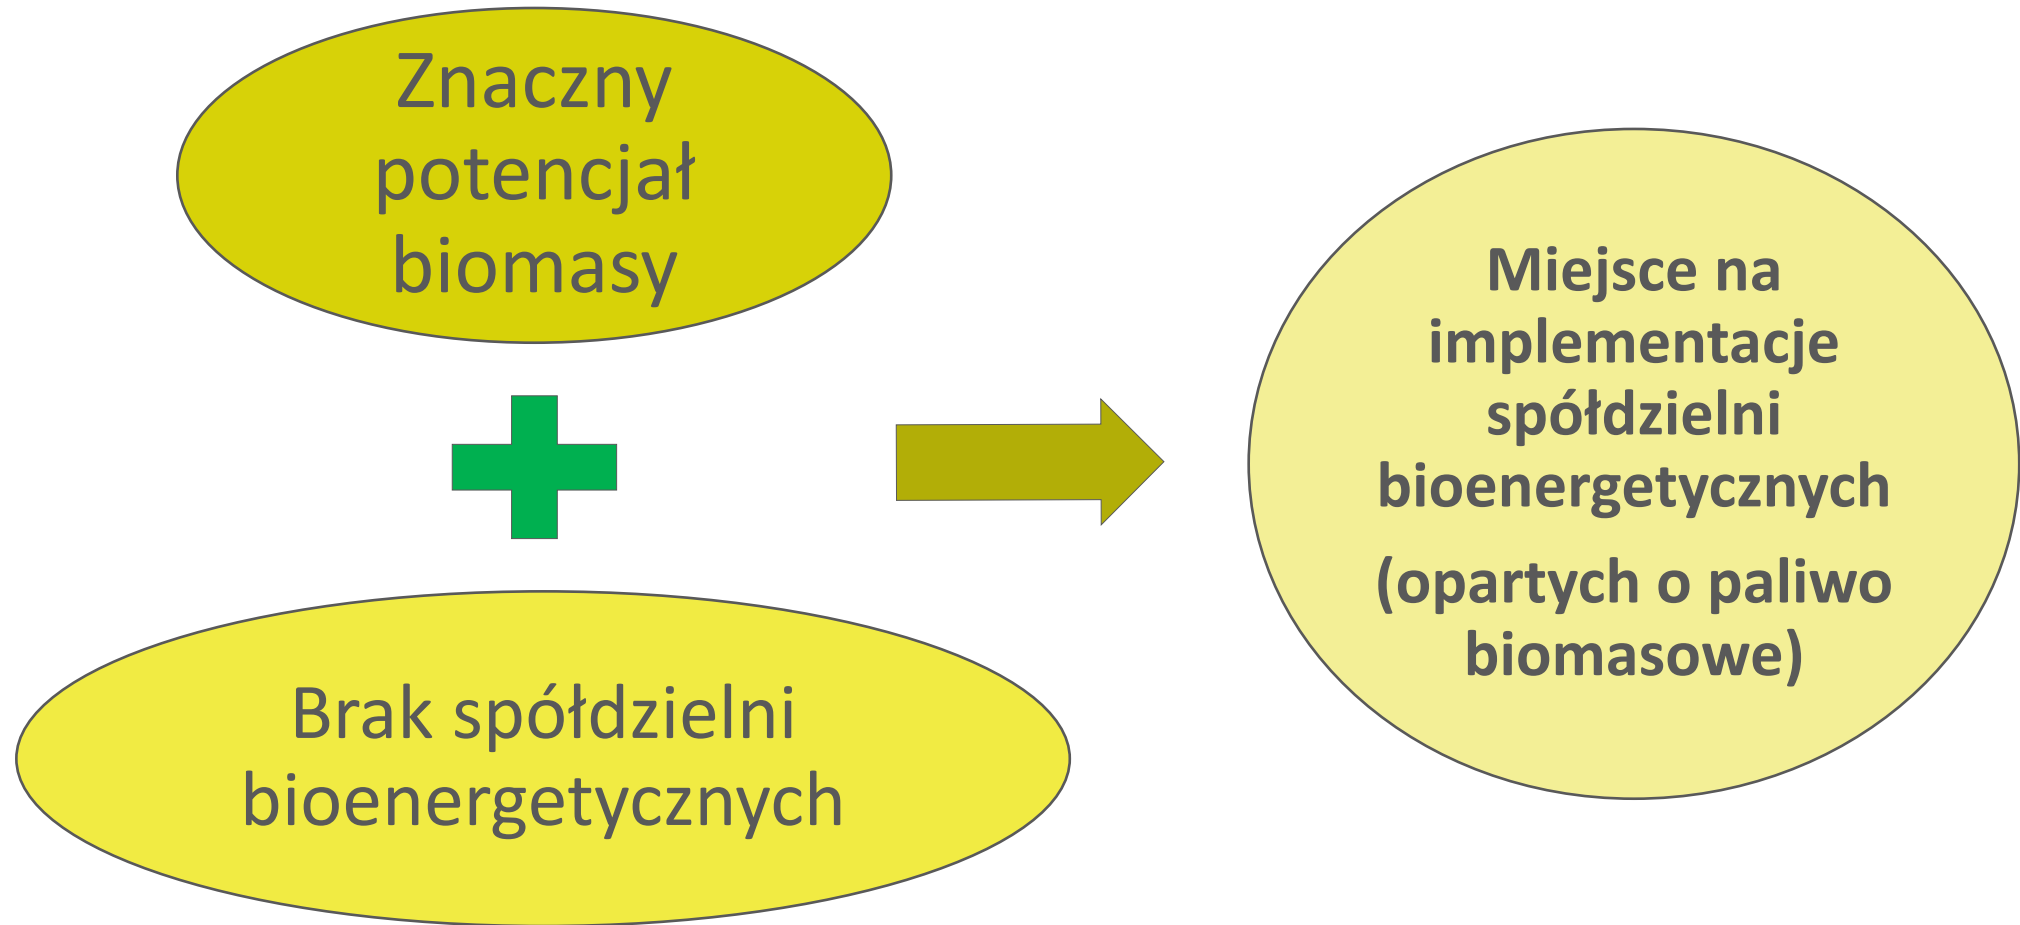 Znaczny
potencjał
biomasy
Brak spółdzielni
bioenergetycznych
Miejsce na
implementacje
spółdzielni
bioenergetycznych
(opartych o paliwo
biomasowe)